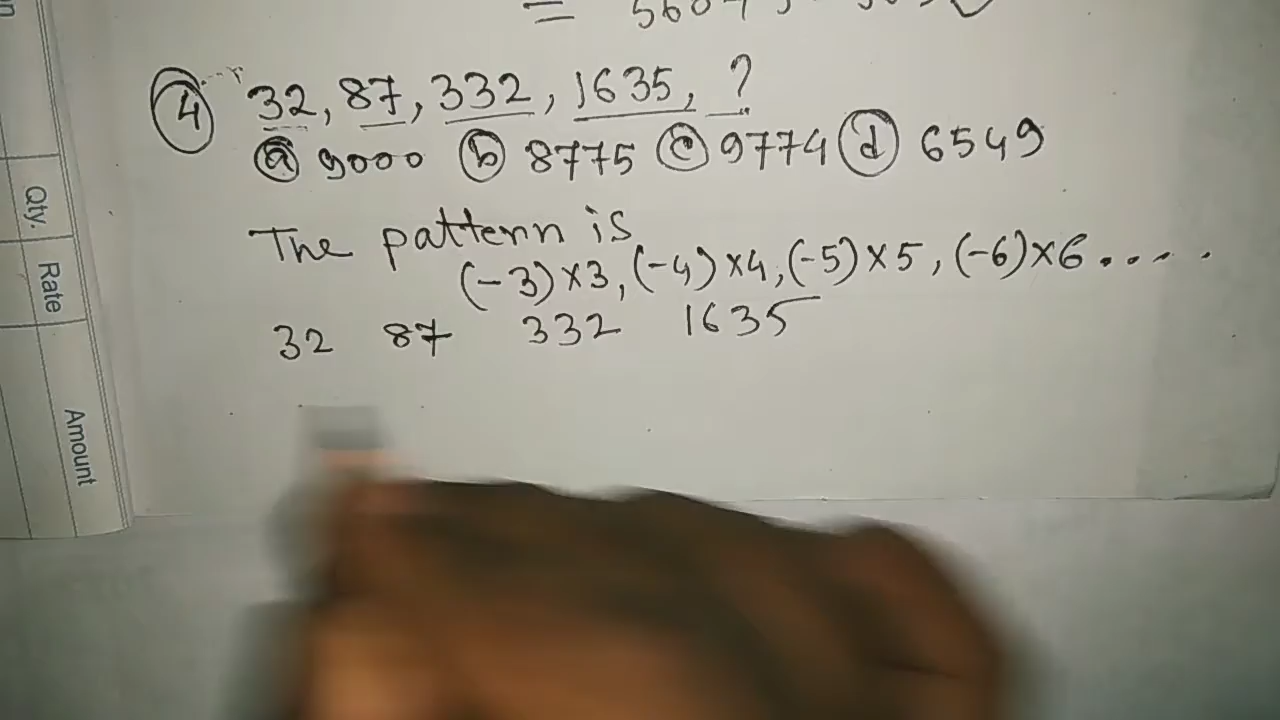 ④ 32, 87, 332, 1635, ?
ⓐ 9000 ⓑ 8775 ⓒ 9774 ⓓ 6549
The pattern is
(-3)×3, (-4)×4, (-5)×5, (-6)×6.....
32 87 332 1635
Qty.
Rate
Amount